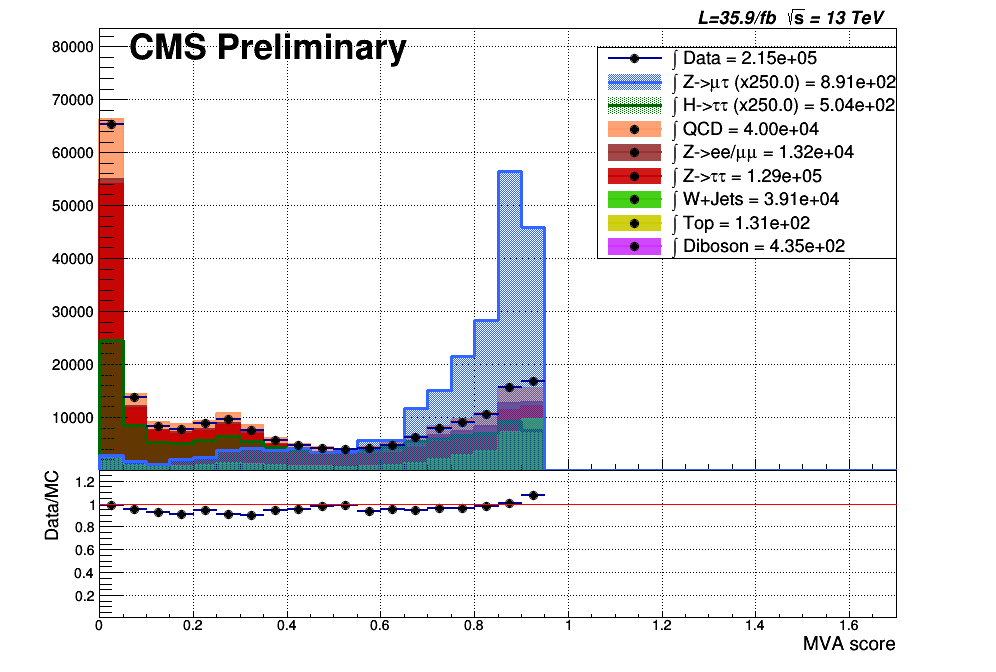 L=35.9/fb √s = 13 TeV
CMS Preliminary
∫ Data = 2.15e+05
∫ Z->μτ (x250.0) = 8.91e+02
∫ H->ττ (x250.0) = 5.04e+02
∫ QCD = 4.00e+04
∫ Z->ee/μμ = 1.32e+04
∫ Z->ττ = 1.29e+05
∫ W+Jets = 3.91e+04
∫ Top = 1.31e+02
∫ Diboson = 4.35e+02
80000
70000
60000
50000
40000
30000
20000
10000
Data/MC
1.2
1
0.8
0.6
0.4
0.2
0 0.2 0.4 0.6 0.8 1 1.2 1.4 1.6
MVA score